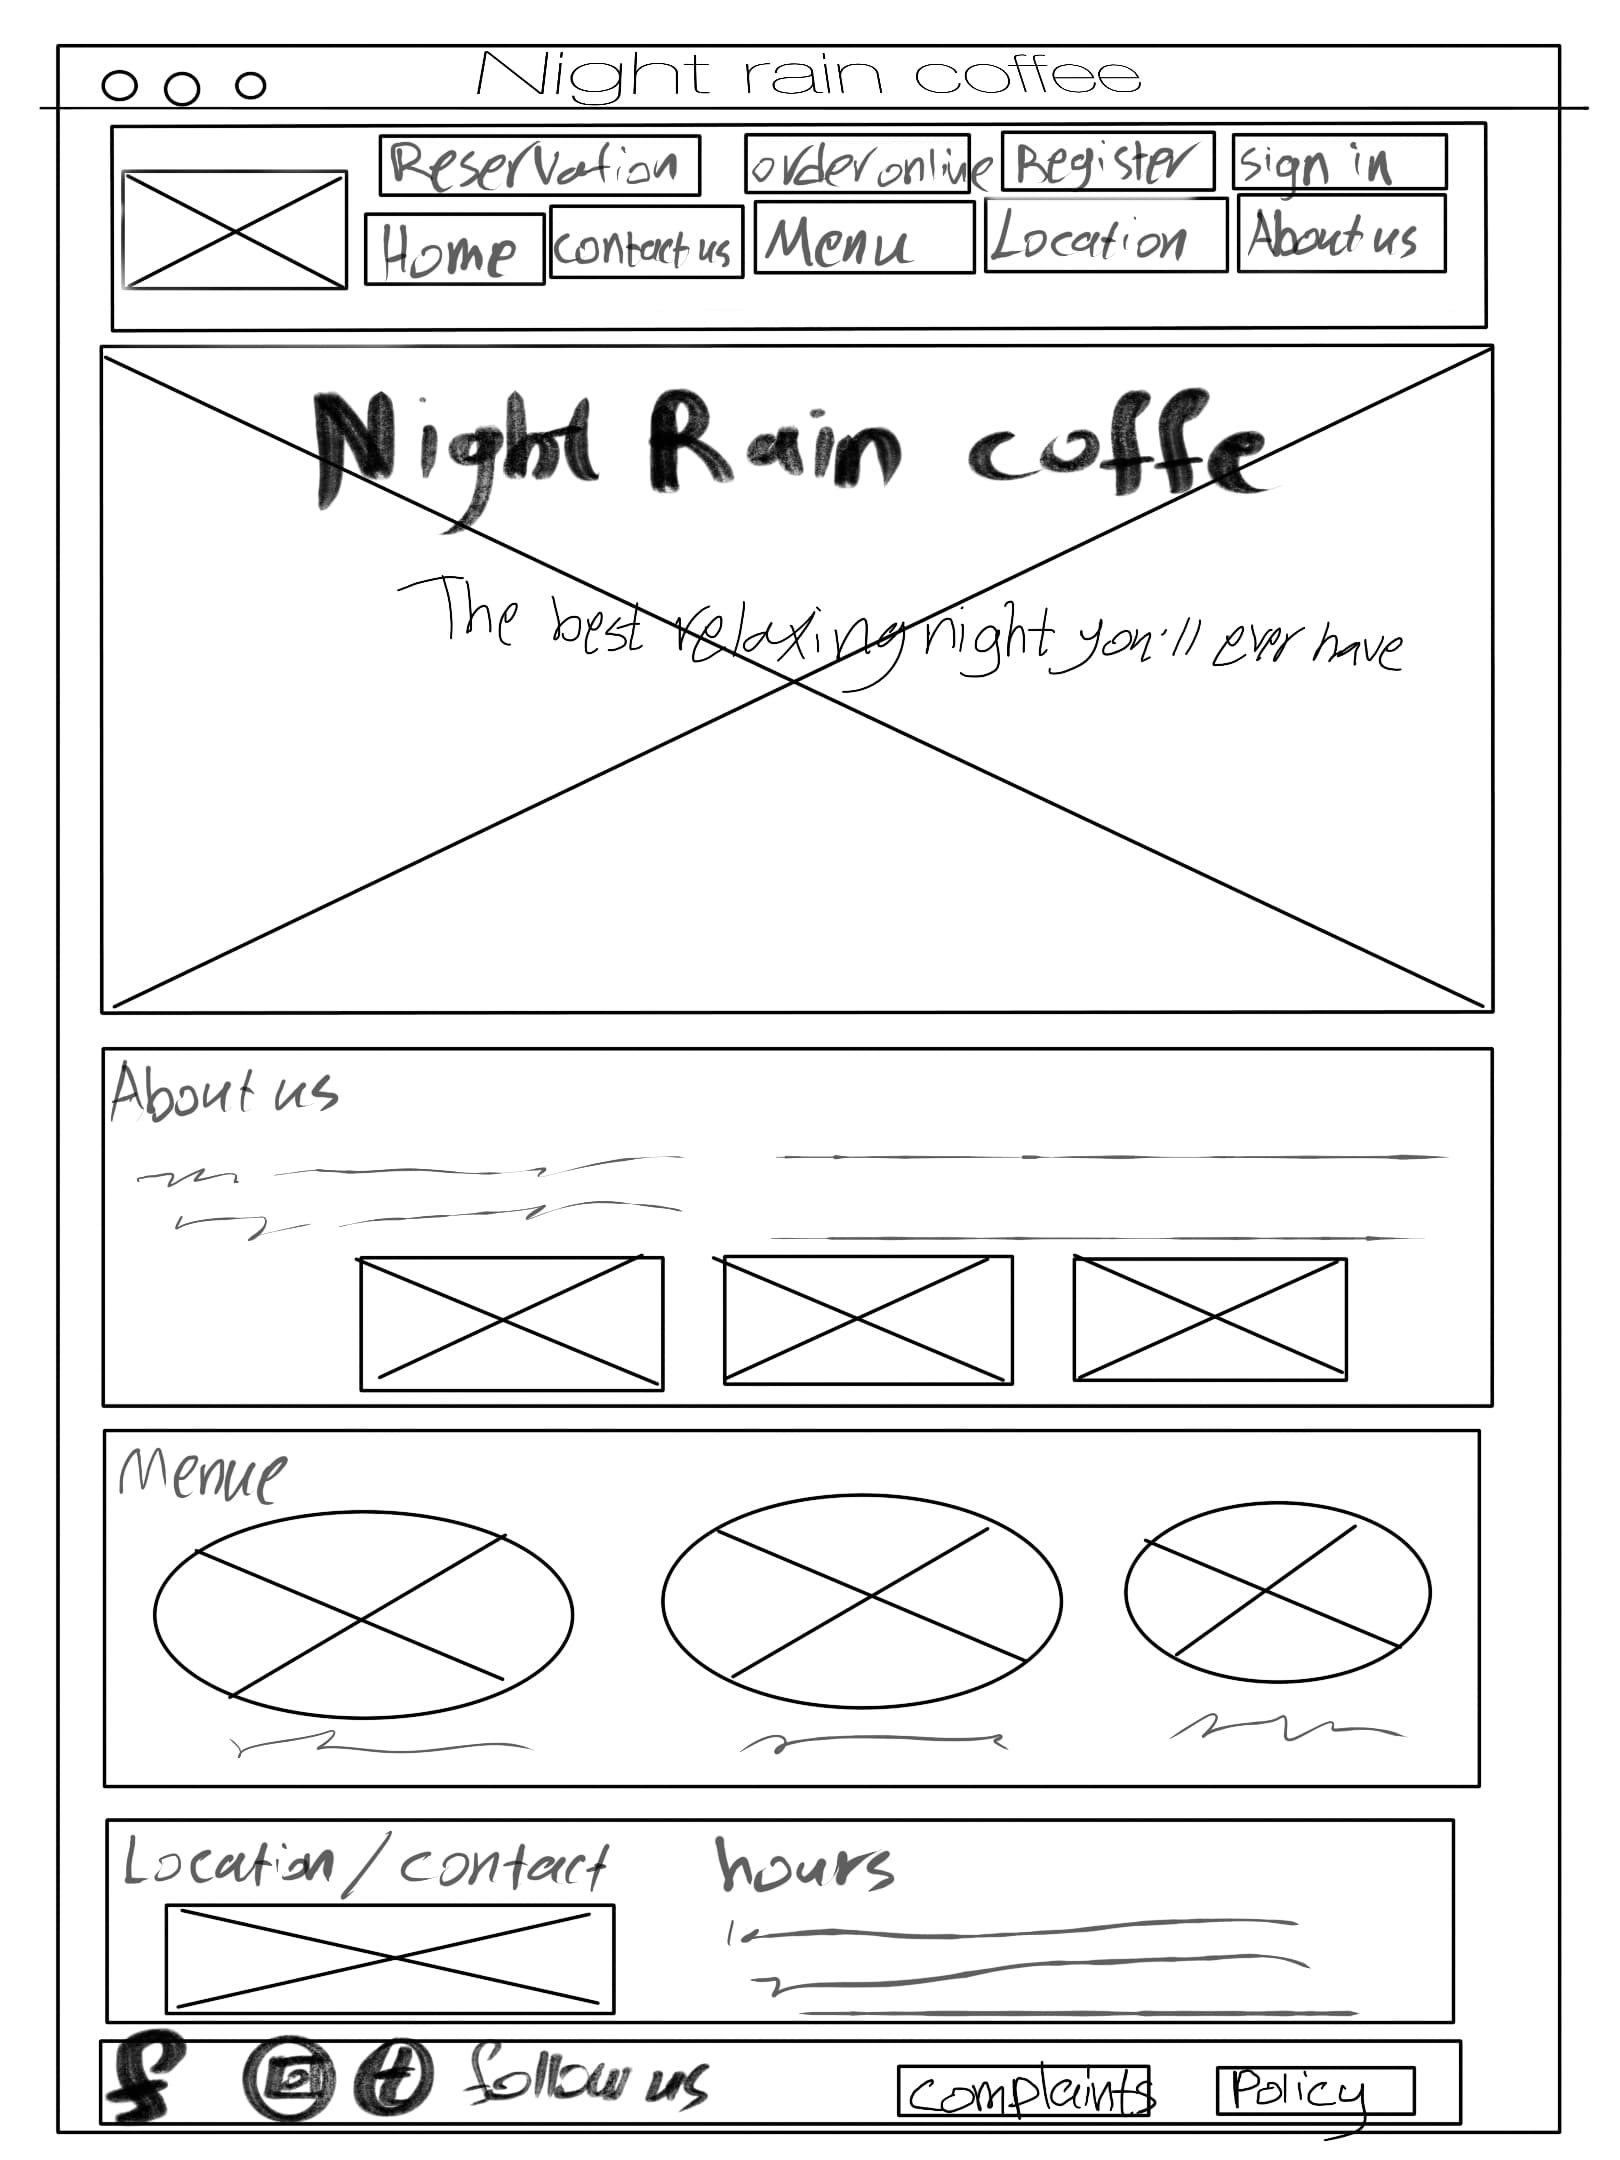 Night rain coffee
Reservation order online Register sign in
Home contact us Menu Location About us
Night Rain coffe
The best relaxing night you'll ever have
About us
Menue
Location / contact hours
f t follow us complaints Policy